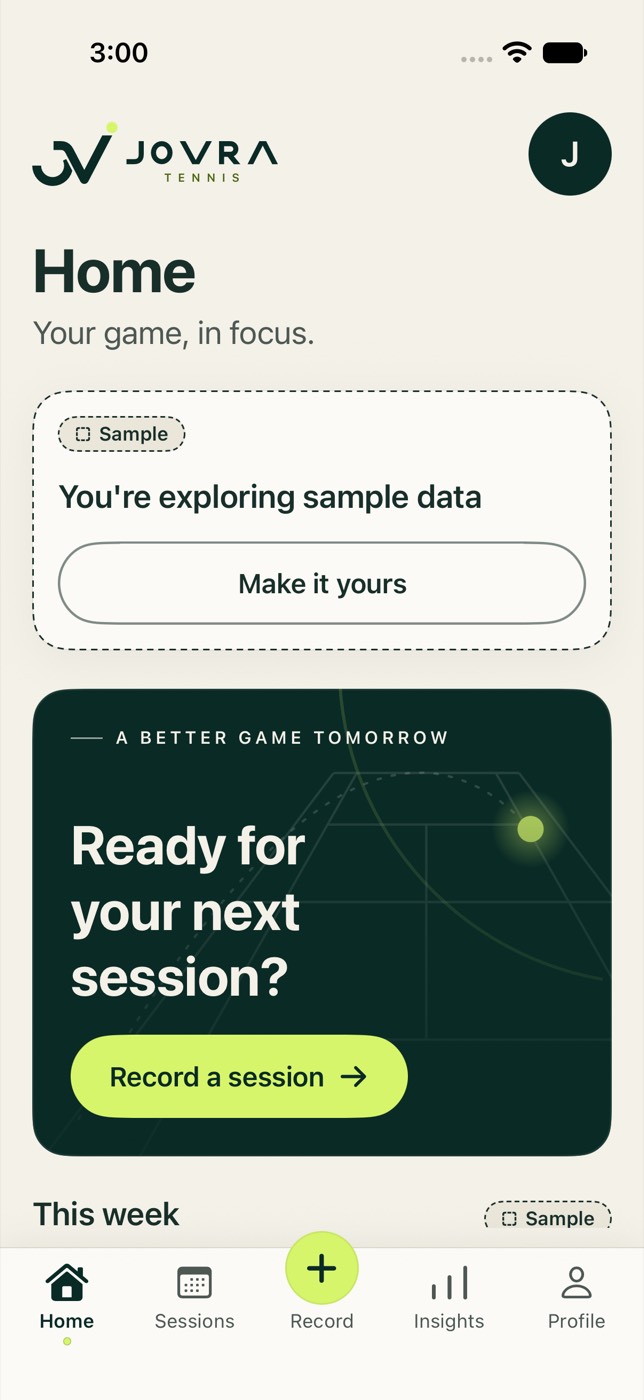 3:00
JOVRA
TENNIS
J
Home
Your game, in focus.
Sample
You're exploring sample data
Make it yours
A BETTER GAME TOMORROW
Ready for
your next
session?
Record a session
This week
Sample
Home
Sessions
Record
Insights
Profile